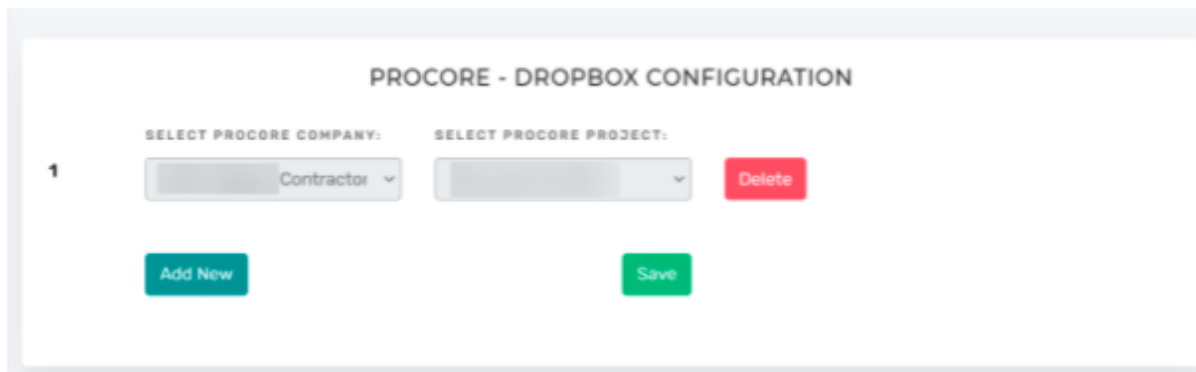 PROCORE - DROPBOX CONFIGURATION
SELECT PROCORE COMPANY: SELECT PROCORE PROJECT:
1 Contractor Delete
Add New Save